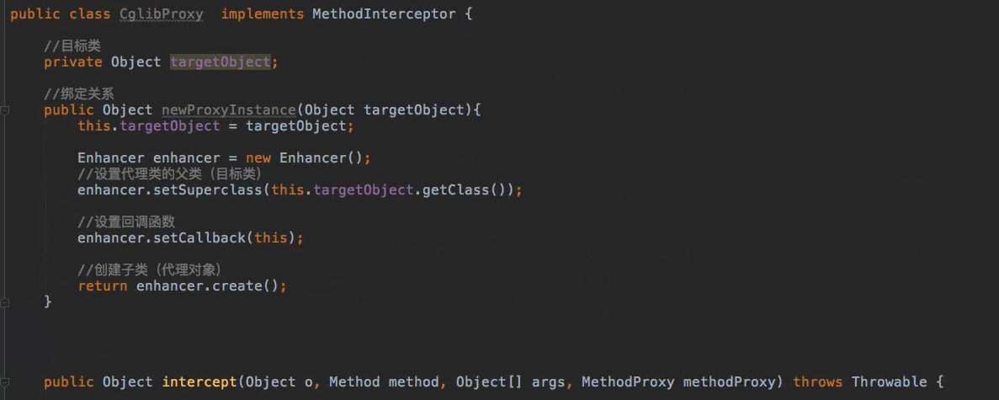 public class CglibProxy  implements MethodInterceptor {
//目标类
private Object targetObject;
//绑定关系
public Object newProxyInstance(Object targetObject){
this.targetObject = targetObject;
Enhancer enhancer = new Enhancer();
//设置代理类的父类（目标类）
enhancer.setSuperclass(this.targetObject.getClass());
//设置回调函数
enhancer.setCallback(this);
//创建子类（代理对象）
return enhancer.create();
}
public Object intercept(Object o, Method method, Object[] args, MethodProxy methodProxy) throws Throwable {